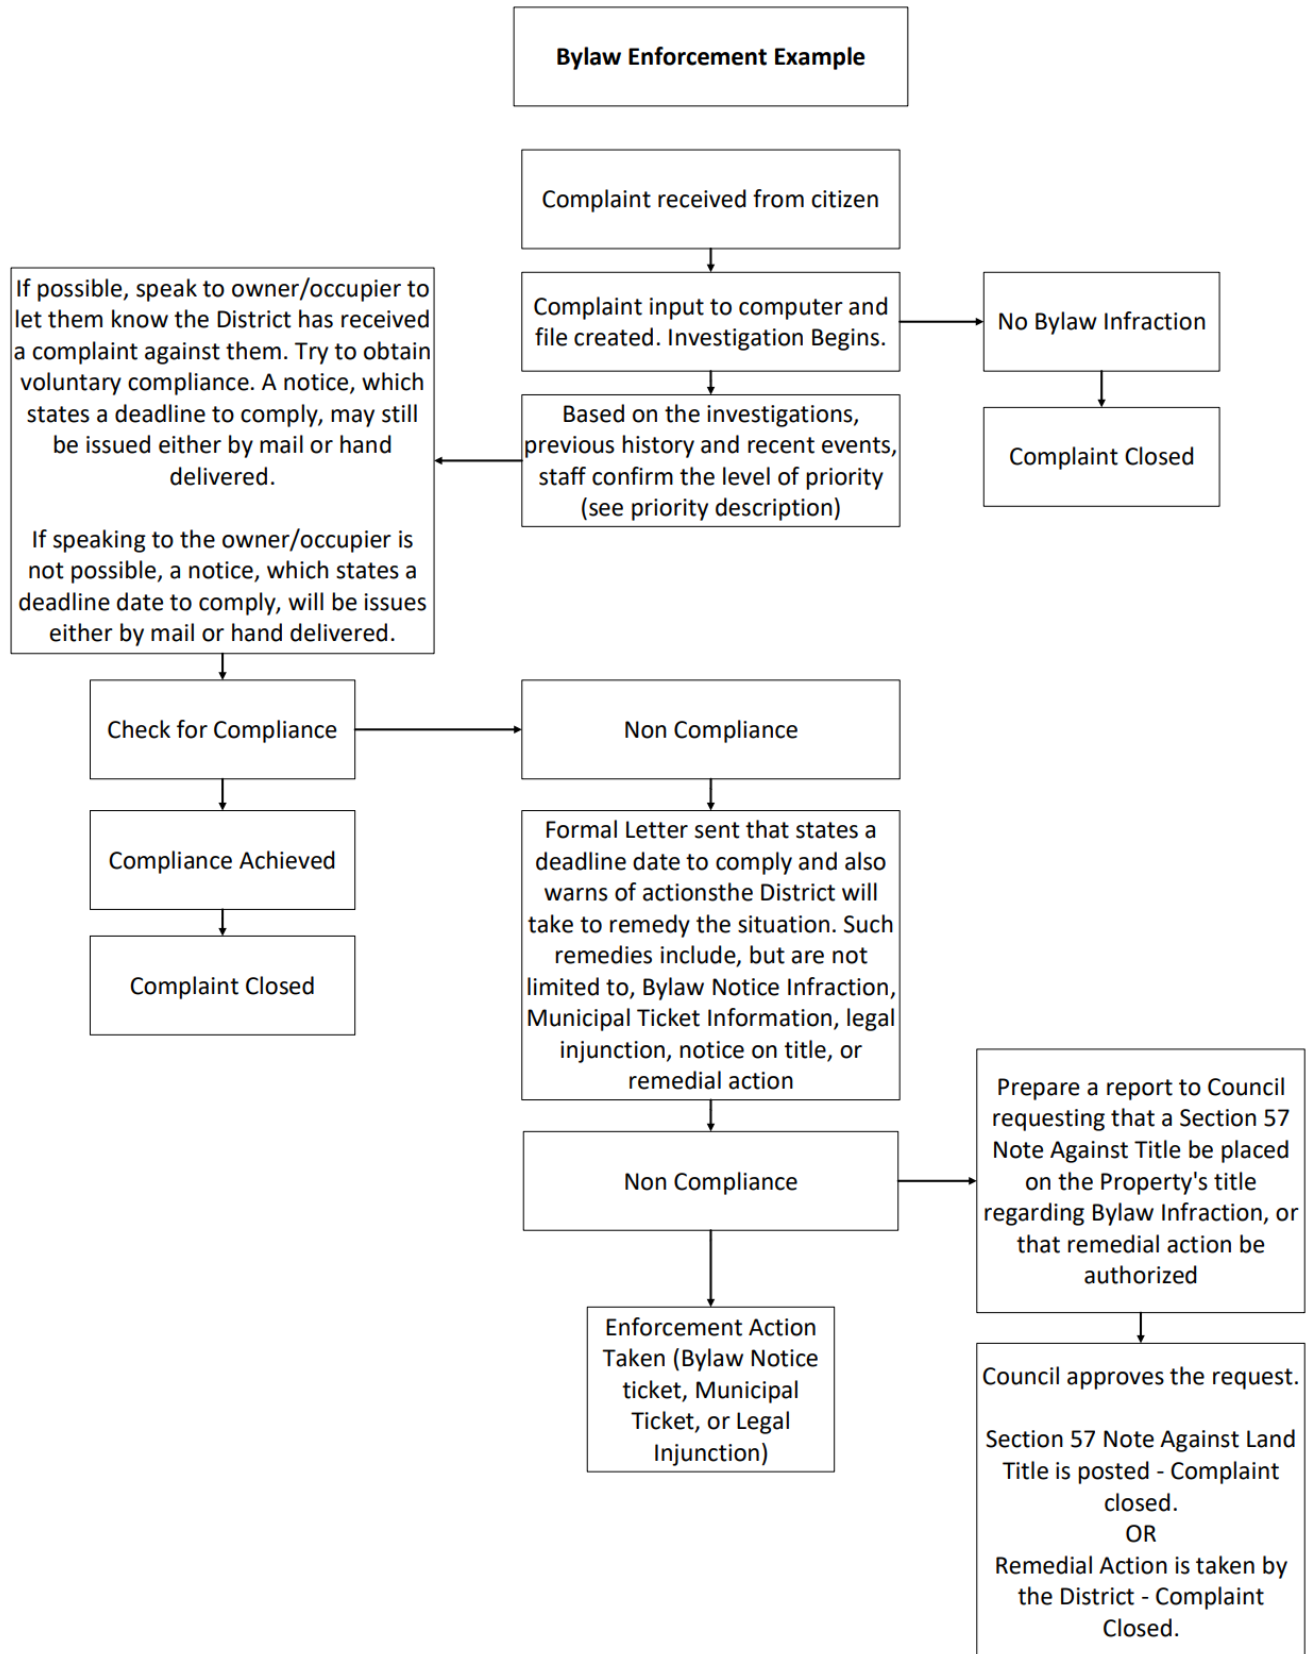 Bylaw Enforcement Example
Complaint received from citizen
Complaint input to computer and
file created. Investigation Begins.
No Bylaw Infraction
Complaint Closed
Based on the investigations,
previous history and recent events,
staff confirm the level of priority
(see priority description)
If possible, speak to owner/occupier to
let them know the District has received
a complaint against them. Try to obtain
voluntary compliance. A notice, which
states a deadline to comply, may still
be issued either by mail or hand
delivered.
If speaking to the owner/occupier is
not possible, a notice, which states a
deadline date to comply, will be issues
either by mail or hand delivered.
Check for Compliance
Compliance Achieved
Complaint Closed
Non Compliance
Formal Letter sent that states a
deadline date to comply and also
warns of actionsthe District will
take to remedy the situation. Such
remedies include, but are not
limited to, Bylaw Notice Infraction,
Municipal Ticket Information, legal
injunction, notice on title, or
remedial action
Non Compliance
Enforcement Action
Taken (Bylaw Notice
ticket, Municipal
Ticket, or Legal
Injunction)
Prepare a report to Council
requesting that a Section 57
Note Against Title be placed
on the Property's title
regarding Bylaw Infraction, or
that remedial action be
authorized
Council approves the request.
Section 57 Note Against Land
Title is posted - Complaint
closed.
OR
Remedial Action is taken by
the District - Complaint
Closed.